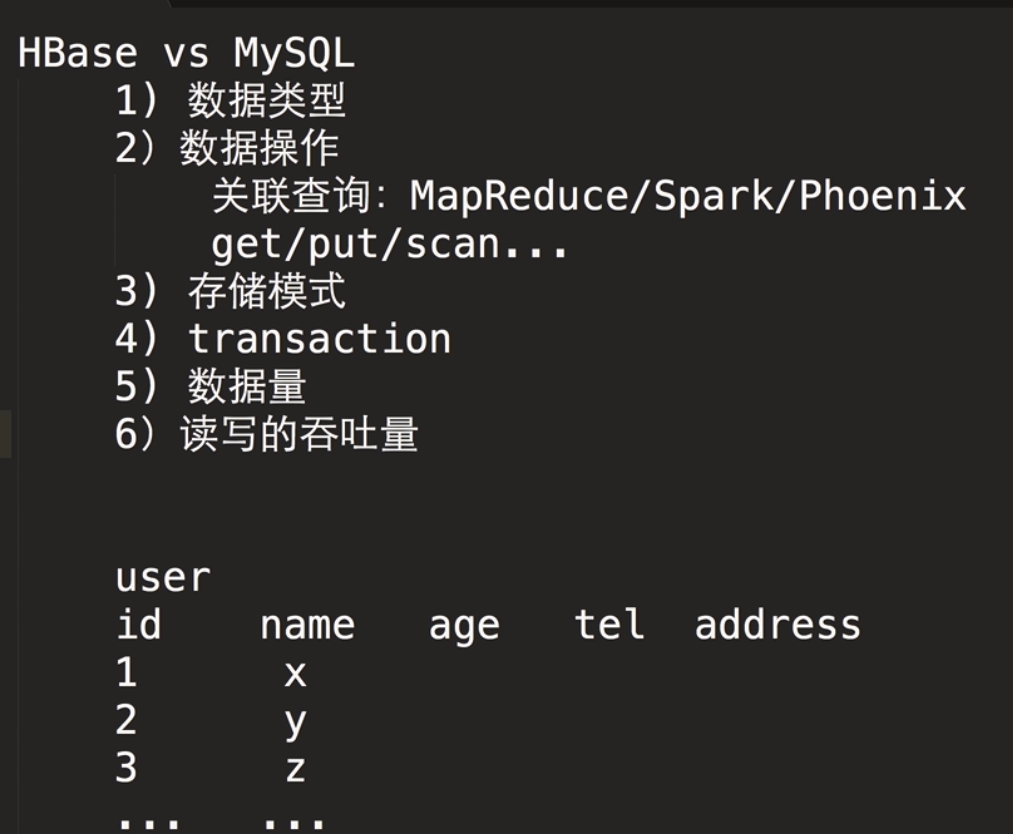 HBase vs MySQL
1) 数据类型
2）数据操作
关联查询：MapReduce/Spark/Phoenix
get/put/scan...
3) 存储模式
4) transaction
5) 数据量
6）读写的吞吐量
user
id name age tel address
1 x
2 y
3 z
... ...